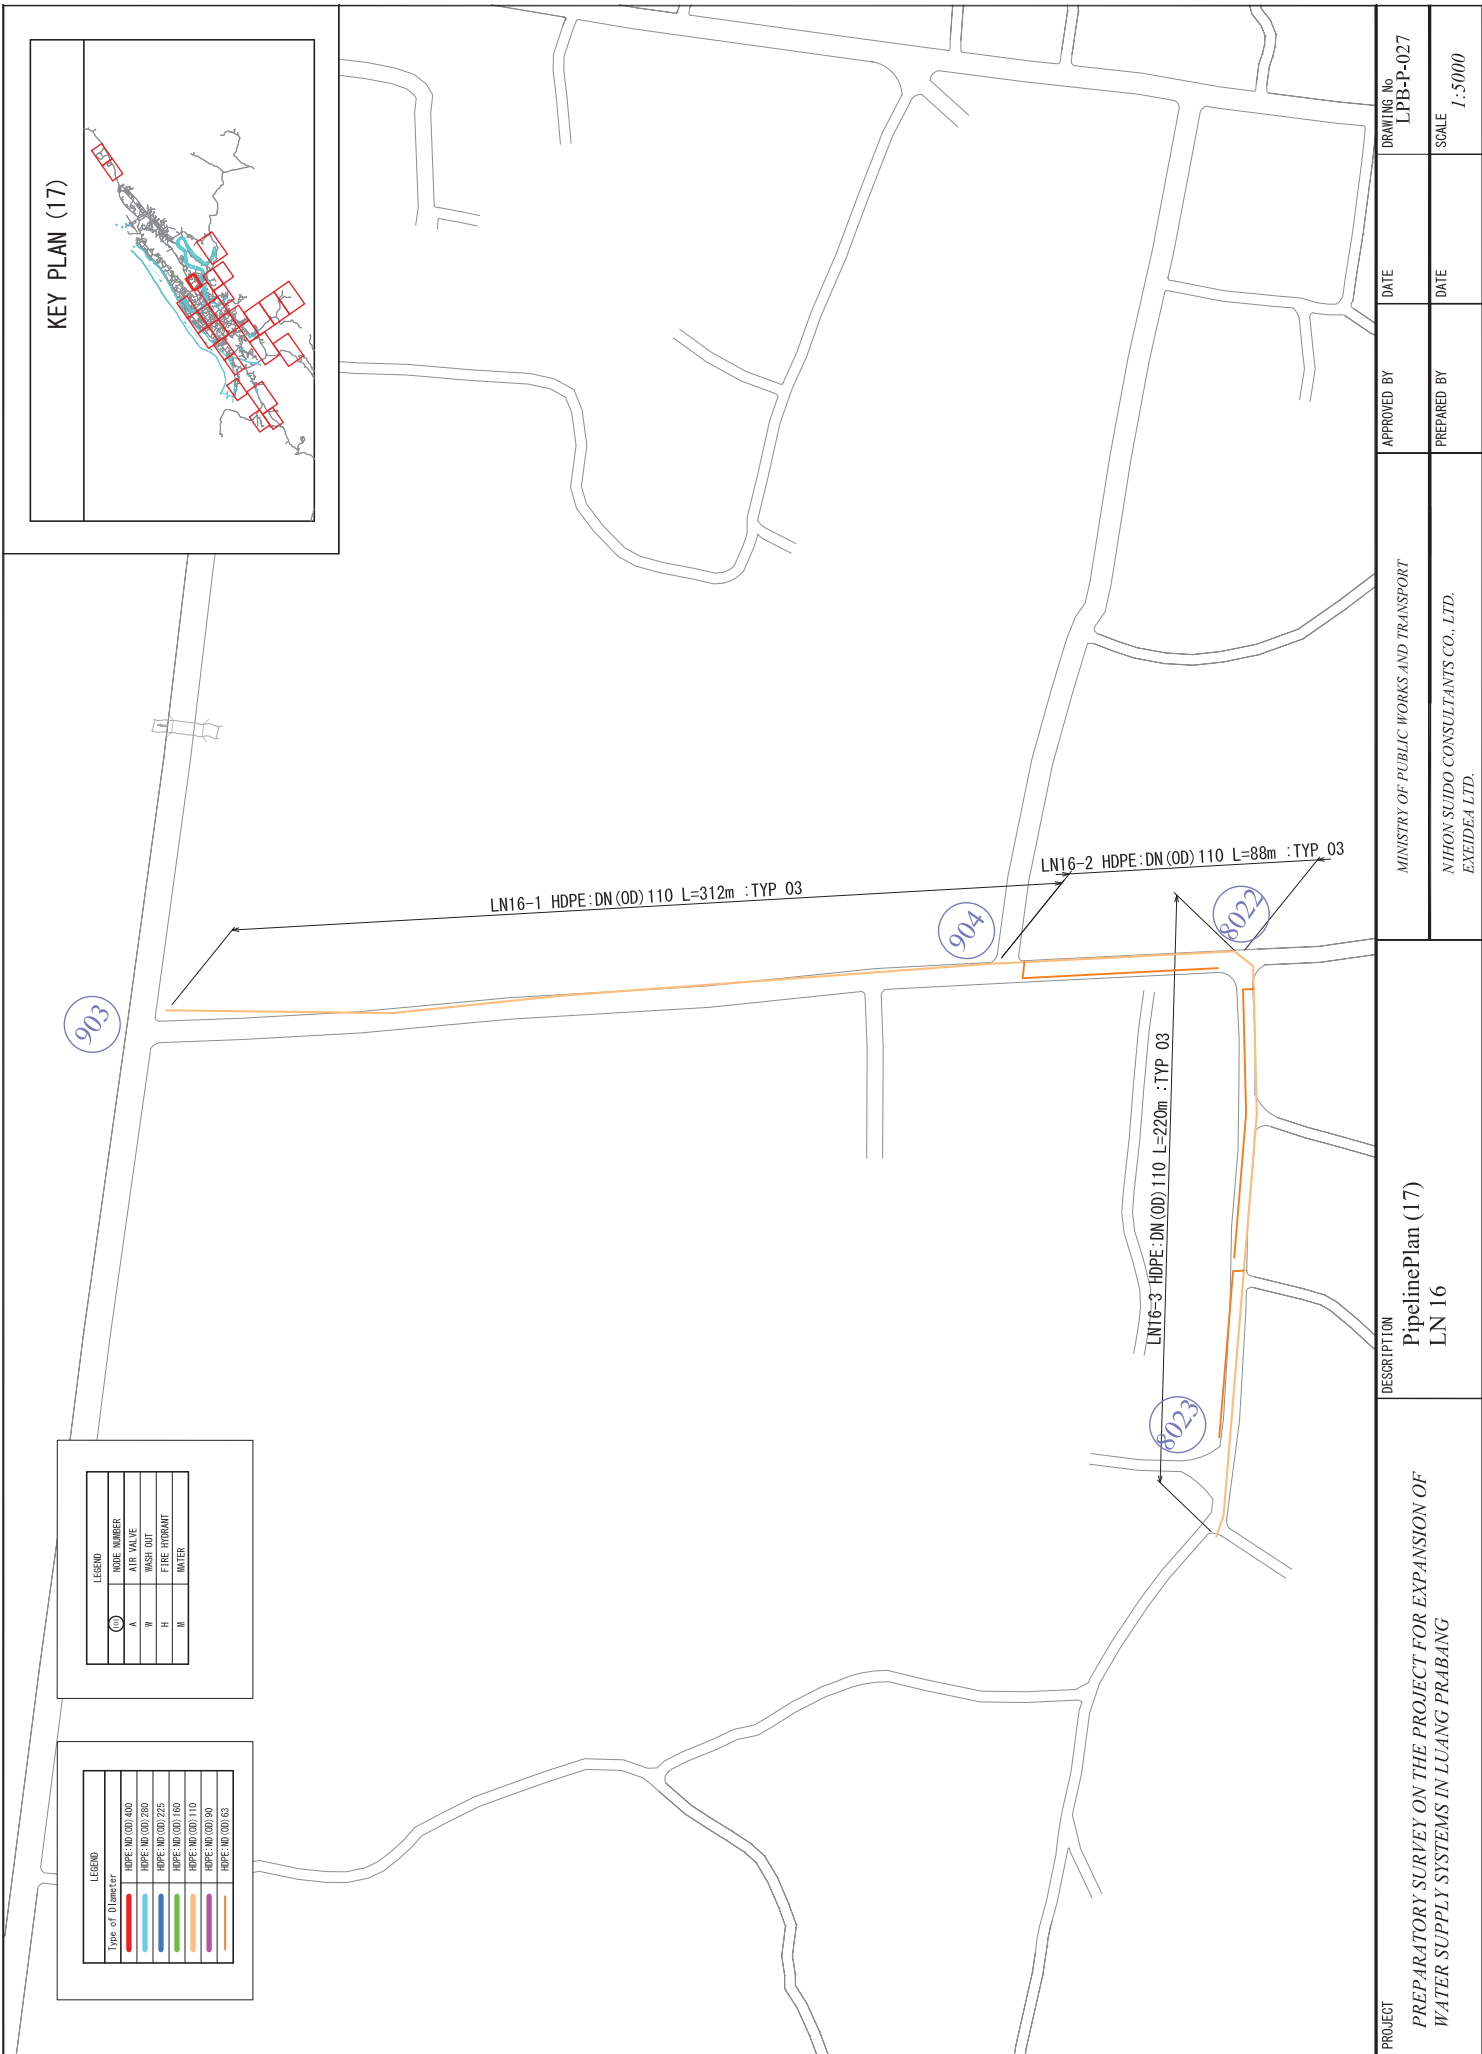 KEY PLAN (17)
LN16-1 HDPE:DN(OD)110 L=312m :TYP 03
LN16-2 HDPE:DN(OD)110 L=88m :TYP 03
LN16-3 HDPE:DN(OD)110 L=220m :TYP 03
903
904
8022
8023
LEGEND
101 NODE NUMBER
A AIR VALVE
W WASH OUT
H FIRE HYDRANT
M MATER
LEGEND
Type of Diameter
HDPE:ND(OD)400
HDPE:ND(OD)280
HDPE:ND(OD)225
HDPE:ND(OD)160
HDPE:ND(OD)110
HDPE:ND(OD)90
HDPE:ND(OD)63
PROJECT
PREPARATORY SURVEY ON THE PROJECT FOR EXPANSION OF
WATER SUPPLY SYSTEMS IN LUANG PRABANG
DESCRIPTION
PipelinePlan (17)
LN 16
MINISTRY OF PUBLIC WORKS AND TRANSPORT
NIHON SUIDO CONSULTANTS CO., LTD.
EXEIDEA LTD.
APPROVED BY
PREPARED BY
DATE
DATE
DRAWING No
LPB-P-027
SCALE
1:5000